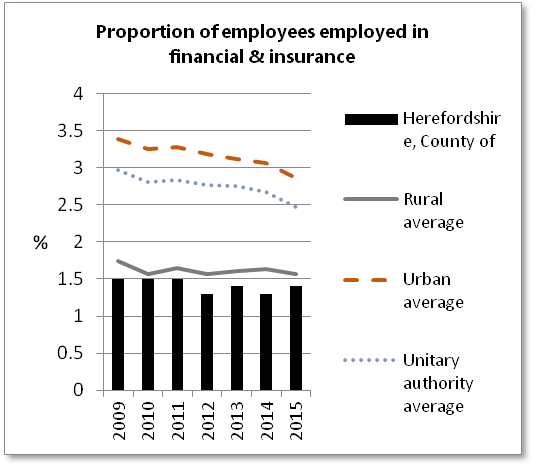 Proportion of employees employed in
financial & insurance
4
3.5
3
2.5
2
1.5
1
0.5
0
%
2009
2010
2011
2012
2013
2014
2015
Herefordshir
e, County of
Rural
average
Urban
average
Unitary
authority
average